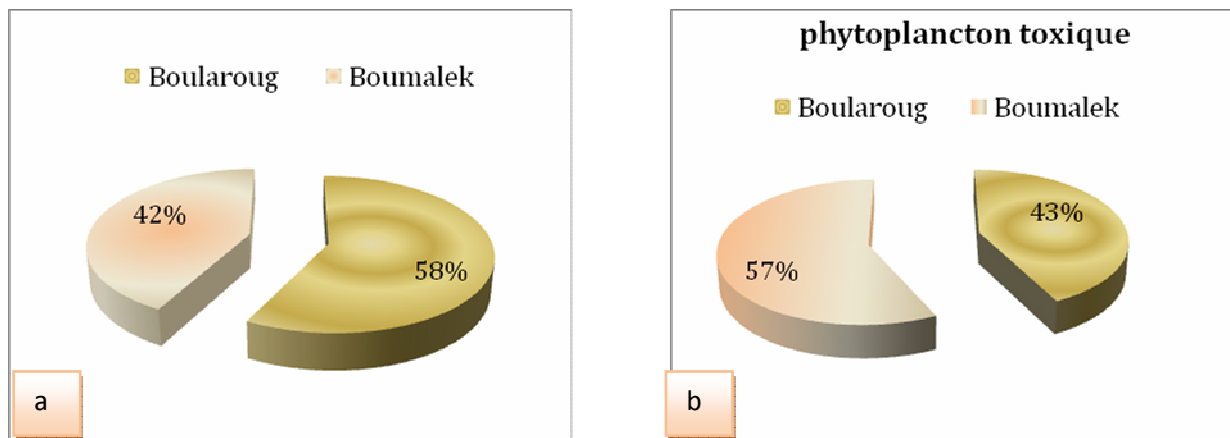 Boularoug Boumalek
42%
58%
a
phytoplancton toxique
Boularoug Boumalek
43%
57%
b